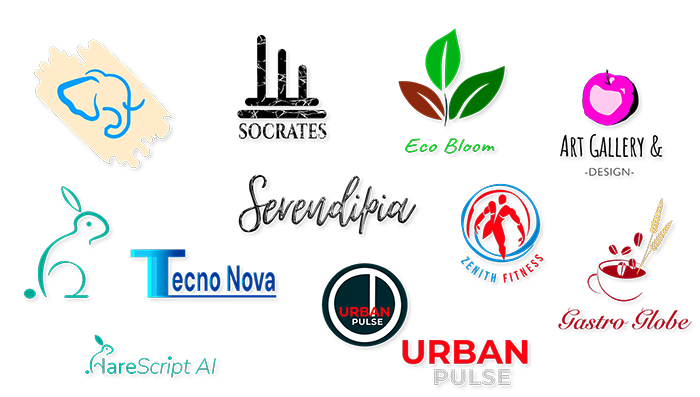 SOCRATES
Eco Bloom
ART GALLERY &
-DESIGN-
Serendipia
ZENITH FITNESS
Tecno Nova
URBAN
PULSE
Gastro Globe
HareScript AI
URBAN
PULSE